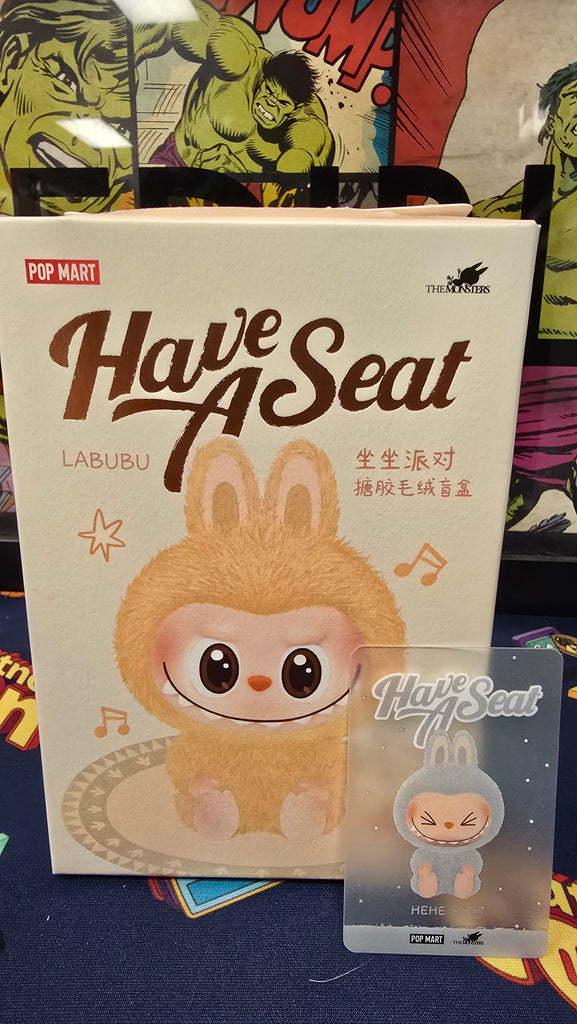 WOMP.
POP MART
THE MONSTERS
Have
A Seat
LABUBU
坐坐派对
搪胶毛绒盲盒
Have
A Seat
HEHE
POP MART
THE MONSTERS